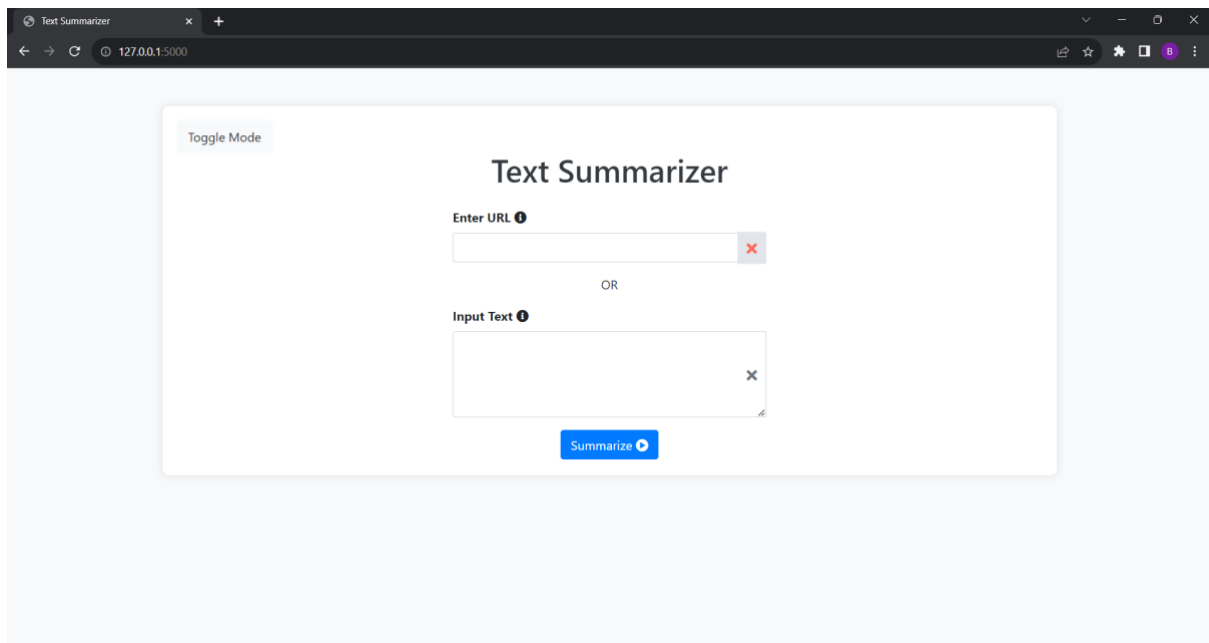 Text Summarizer
127.0.0.1:5000
B
Toggle Mode
Text Summarizer
Enter URL
OR
Input Text
Summarize